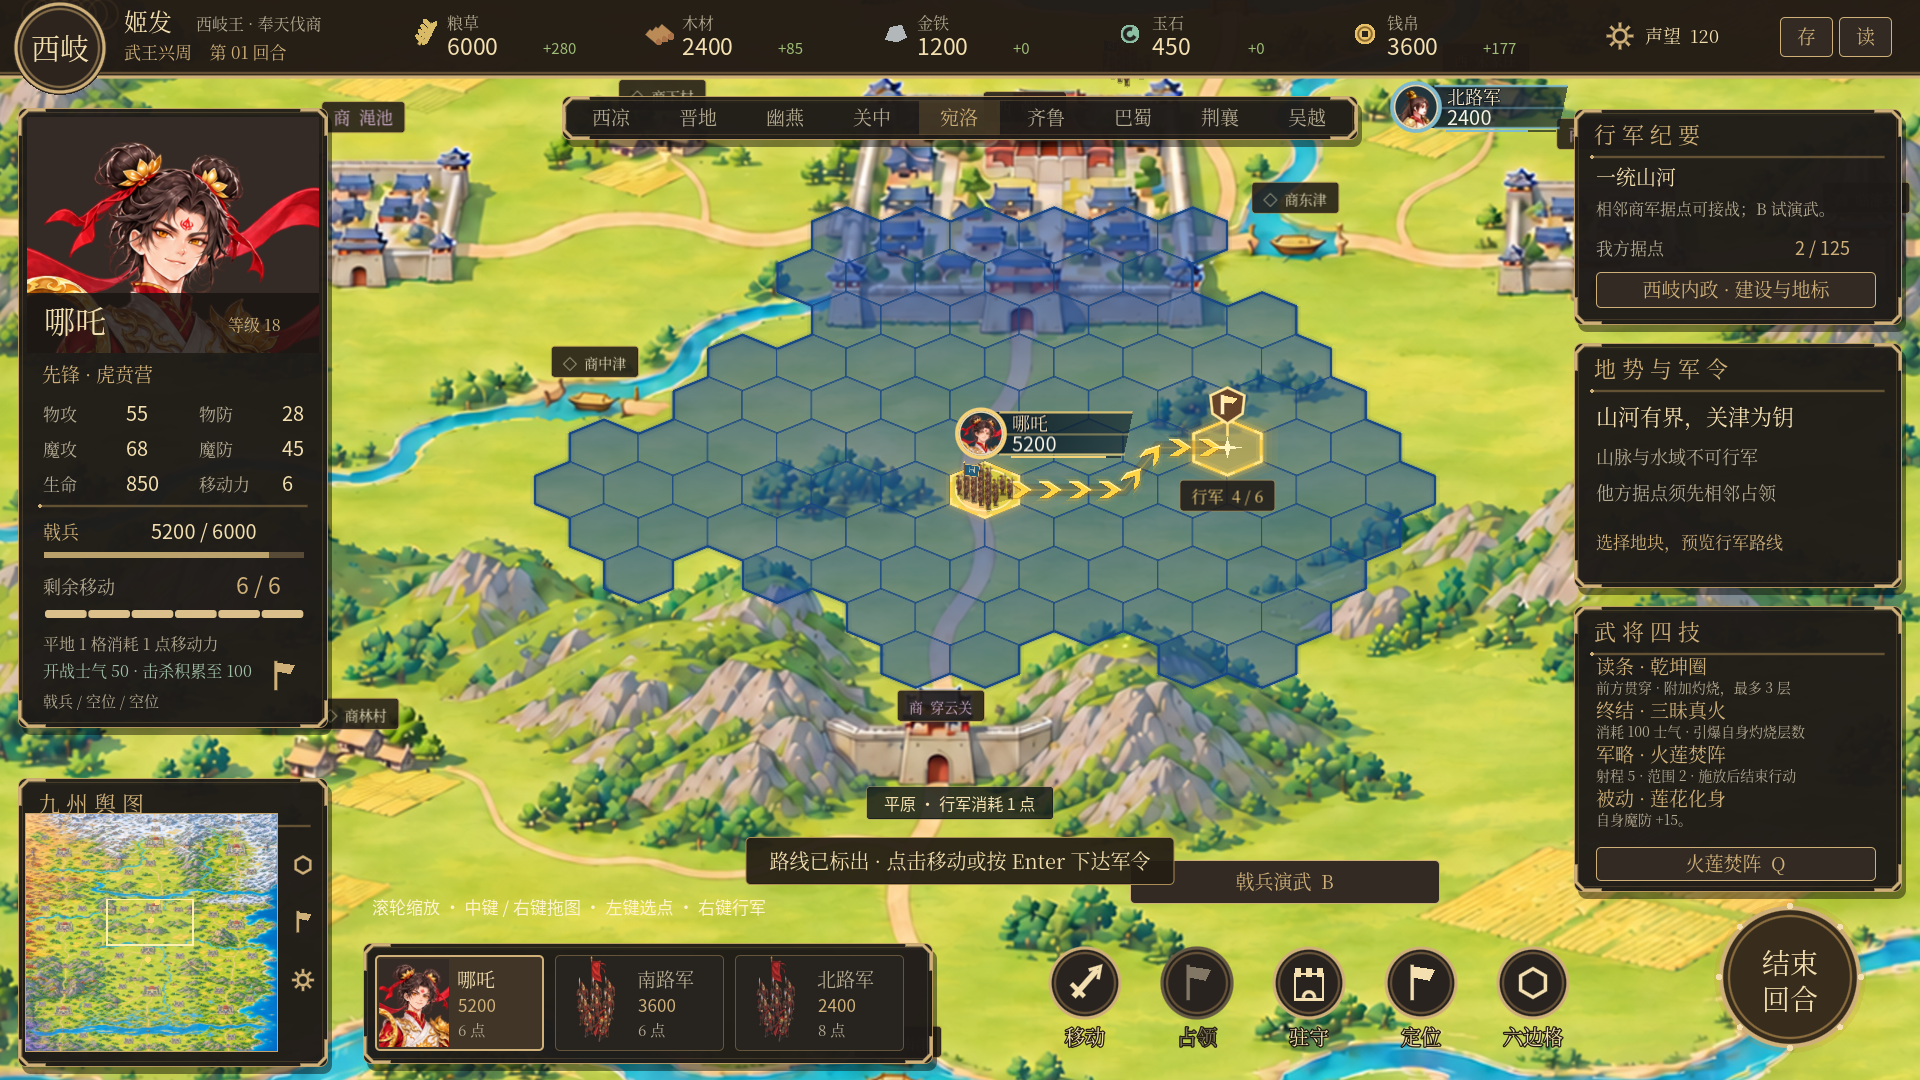 西岐
姬发 西岐王 · 奉天伐商
武王兴周 第 01 回合
粮草 6000 +280
木材 2400 +85
金铁 1200 +0
玉石 450 +0
钱帛 3600 +177
声望 120
存 读
商 渑池
西凉 晋地 幽燕 关中 宛洛 齐鲁 巴蜀 荆襄 吴越
北路军
2400
哪吒 等级 18
先锋 · 虎贲营
物攻 55 物防 28
魔攻 68 魔防 45
生命 850 移动力 6
戟兵 5200 / 6000
剩余移动 6 / 6
平地 1 格消耗 1 点移动力
开战士气 50 · 击杀积累至 100
戟兵 / 空位 / 空位
九州舆图
◇ 商东津
◇ 商中津
哪吒
5200
行军 4 / 6
商林村
商 穿云关
平原 · 行军消耗 1 点
路线已标出 · 点击移动或按 Enter 下达军令
戟兵演武 B
滚轮缩放 · 中键 / 右键拖图 · 左键选点 · 右键行军
哪吒
5200
6 点
南路军
3600
6 点
北路军
2400
8 点
移动 占领 驻守 定位 六边格
行军纪要
一统山河
相邻商军据点可接战；B 试演武。
我方据点 2 / 125
西岐内政 · 建设与地标
地势与军令
山河有界，关津为钥
山脉与水域不可行军
他方据点须先相邻占领
选择地块，预览行军路线
武将四技
读条 · 乾坤圈
前方贯穿 · 附加灼烧，最多 3 层
终结 · 三昧真火
消耗 100 士气 · 引爆自身灼烧层数
军略 · 火莲焚阵
射程 5 · 范围 2 · 施放后结束行动
被动 · 莲花化身
自身魔防 +15。
火莲焚阵 Q
结束
回合